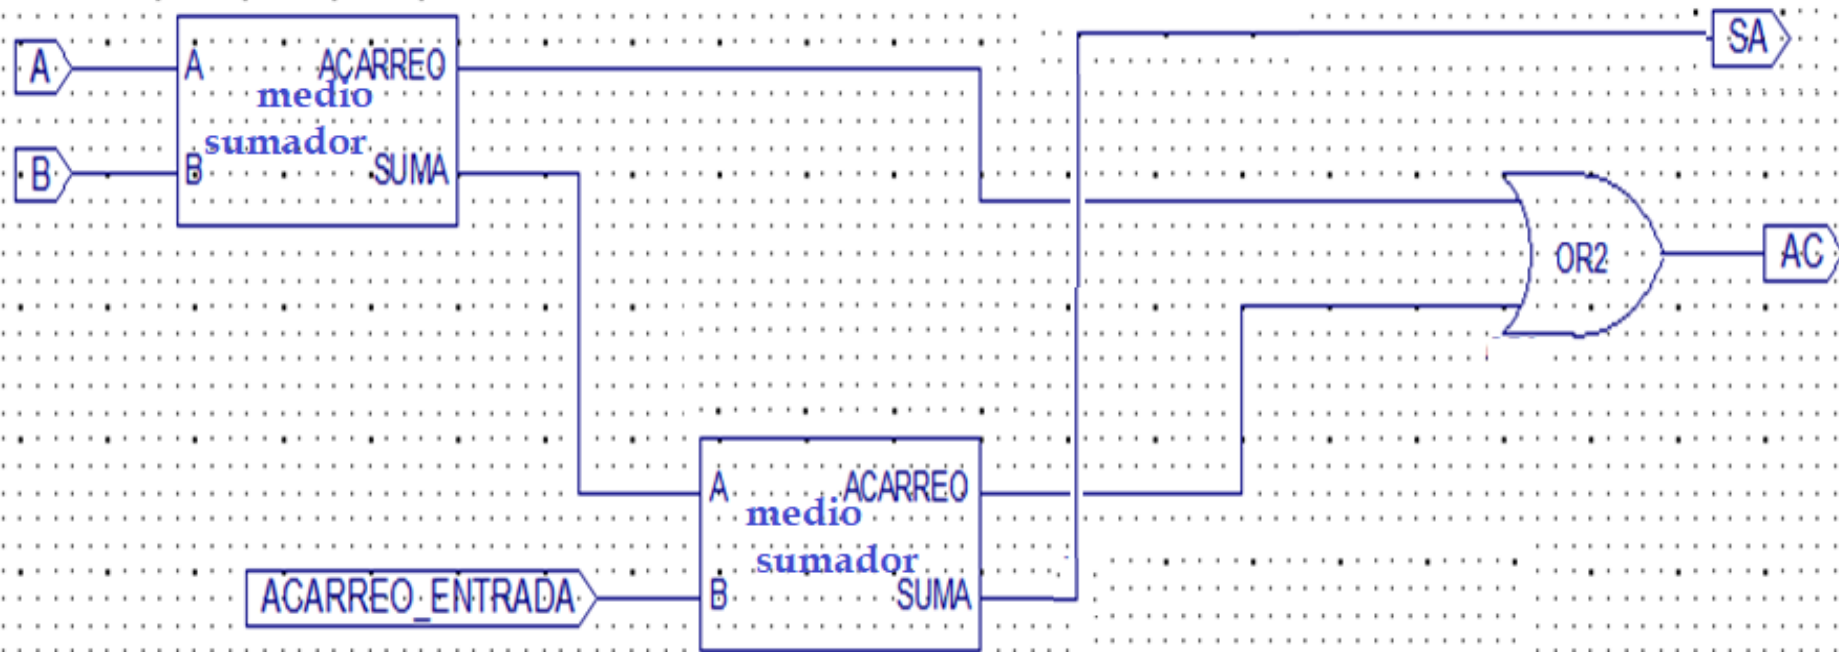 A
A
ACARREO
medio
sumador
B
B
SUMA
SA
OR2
AC
A
ACARREO
medio
sumador
ACARREO_ENTRADA
B
SUMA